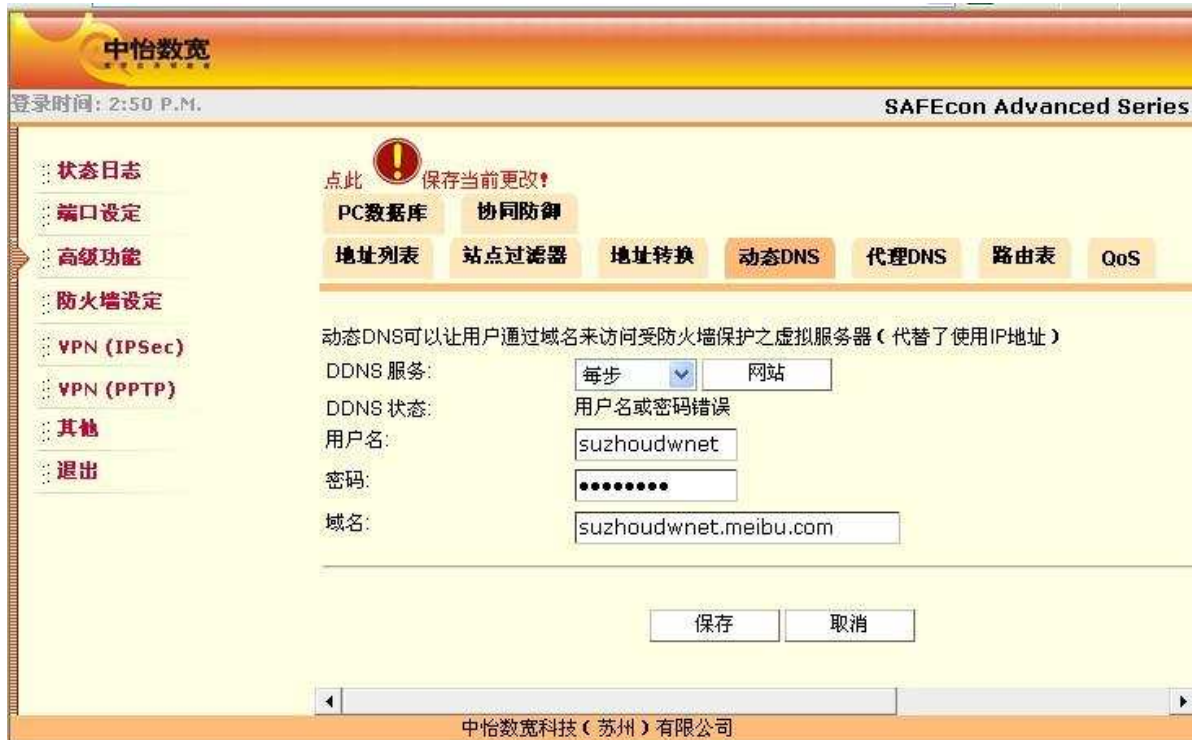 中怡数宽
登录时间: 2:50 P.M.
SAFEcon Advanced Series
状态日志
端口设定
高级功能
防火墙设定
VPN (IPSec)
VPN (PPTP)
其他
退出
点此 保存当前更改!
PC数据库 协同防御
地址列表 站点过滤器 地址转换 动态DNS 代理DNS 路由表 QoS
动态DNS可以让用户通过域名来访问受防火墙保护之虚拟服务器(代替了使用IP地址)
DDNS 服务: 每步 网站
DDNS 状态: 用户名或密码错误
用户名: suzhoudwnet
密码: ••••••••
域名: suzhoudwnet.meibu.com
保存 取消
中怡数宽科技(苏州)有限公司